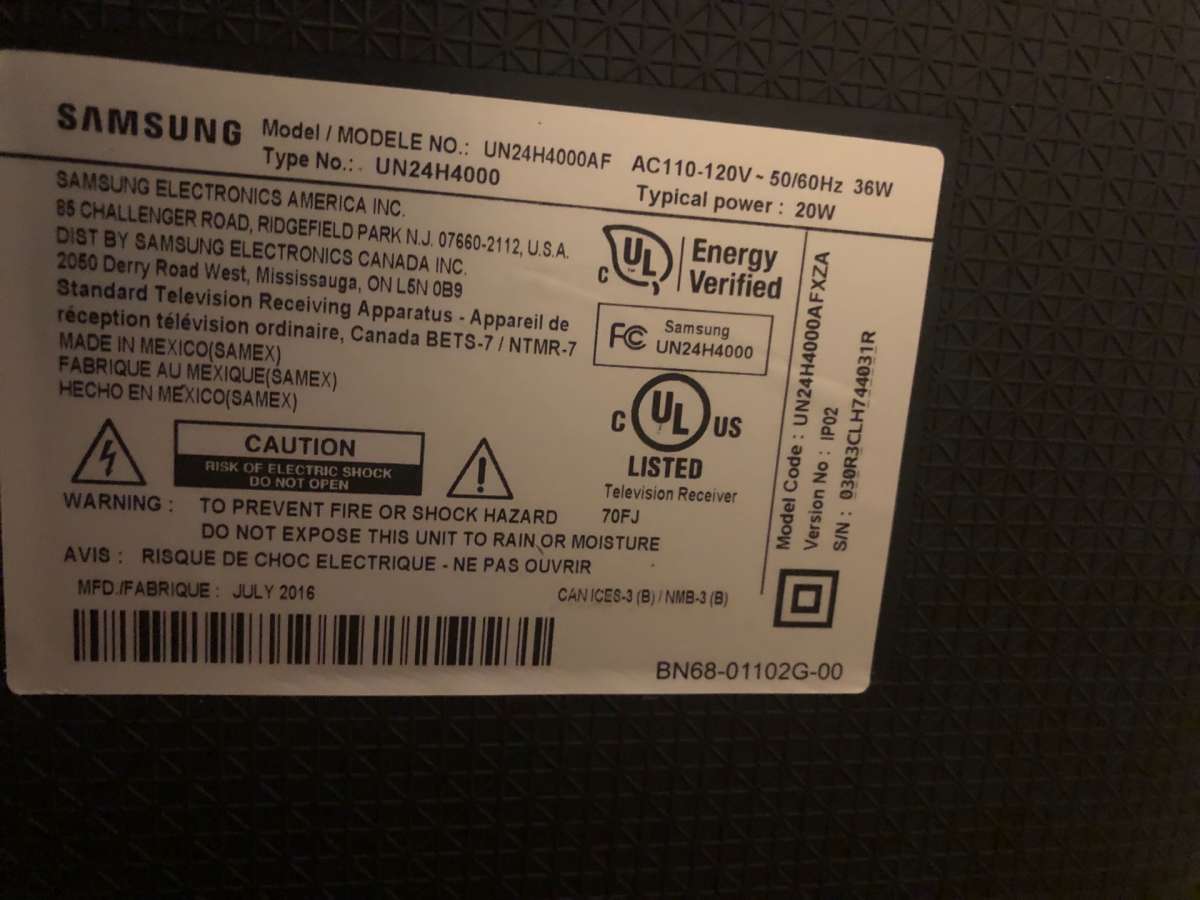 SAMSUNG Model / MODELE NO.: UN24H4000AF AC110-120V ~ 50/60Hz 36W
Type No.: UN24H4000 Typical power : 20W
SAMSUNG ELECTRONICS AMERICA INC.
85 CHALLENGER ROAD, RIDGEFIELD PARK N.J. 07660-2112, U.S.A.
DIST BY SAMSUNG ELECTRONICS CANADA INC.
2050 Derry Road West, Mississauga, ON L5N 0B9
Standard Television Receiving Apparatus - Appareil de
réception télévision ordinaire, Canada BETS-7 / NTMR-7
MADE IN MEXICO(SAMEX)
FABRIQUE AU MEXIQUE(SAMEX)
HECHO EN MÉXICO(SAMEX)
CAUTION
RISK OF ELECTRIC SHOCK
DO NOT OPEN
WARNING : TO PREVENT FIRE OR SHOCK HAZARD
DO NOT EXPOSE THIS UNIT TO RAIN OR MOISTURE
AVIS : RISQUE DE CHOC ELECTRIQUE - NE PAS OUVRIR
MFD./FABRIQUE : JULY 2016
C UL Energy
Verified
FC Samsung
UN24H4000
C UL US
LISTED
Television Receiver
70FJ
CAN ICES-3 (B) / NMB-3 (B)
Model Code : UN24H4000AFXZA
Version No : IP02
S/N : 030R3CLH744031R
BN68-01102G-00